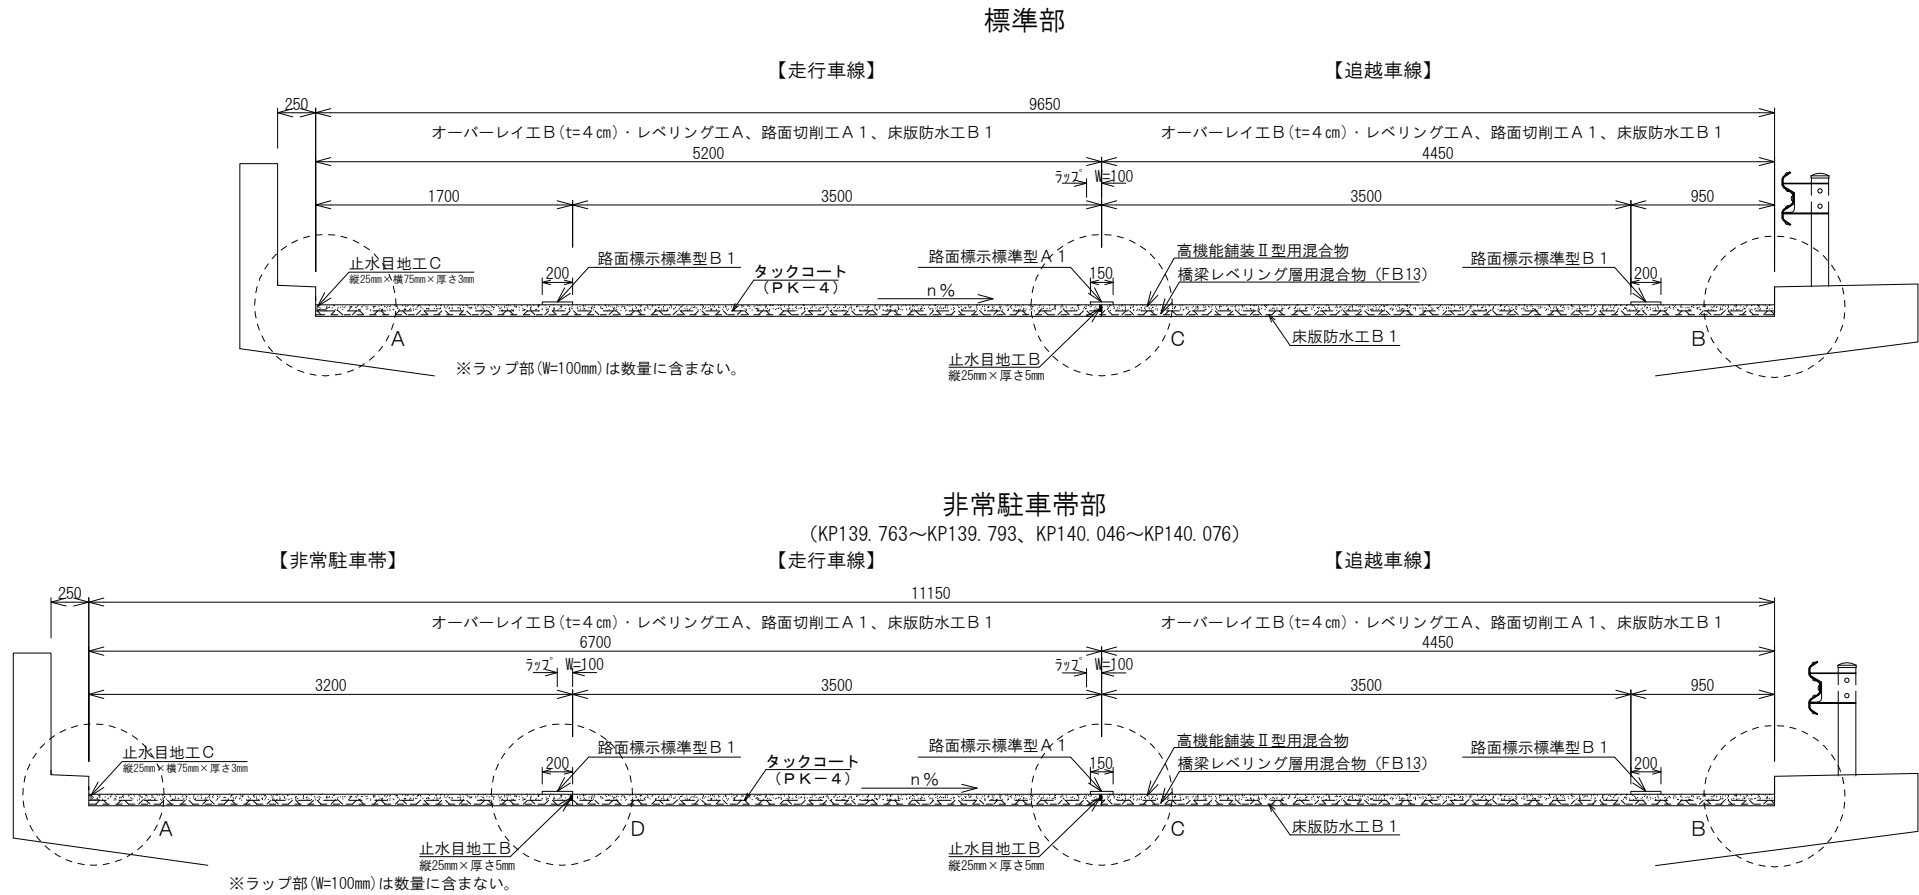 標準部
【走行車線】
【追越車線】
250
9650
オーバーレイ工B(t=4㎝)・レベリング工A、路面切削工A1、床版防水工B1
オーバーレイ工B(t=4㎝)・レベリング工A、路面切削工A1、床版防水工B1
5200
4450
ラップ W=100
1700
3500
3500
950
止水目地工C
縦25mm×横75mm×厚さ3mm
200
路面標示標準型B1
タックコート
(PK-4)
n%
路面標示標準型A1
150
高機能舗装Ⅱ型用混合物
橋梁レベリング層用混合物(FB13)
路面標示標準型B1
200
A
C
B
床版防水工B1
止水目地工B
縦25mm×厚さ5mm
※ラップ部(W=100mm)は数量に含まない。
非常駐車帯部
(KP139.763～KP139.793、KP140.046～KP140.076)
【非常駐車帯】
【走行車線】
【追越車線】
250
11150
オーバーレイ工B(t=4㎝)・レベリング工A、路面切削工A1、床版防水工B1
オーバーレイ工B(t=4㎝)・レベリング工A、路面切削工A1、床版防水工B1
6700
4450
ラップ W=100
ラップ W=100
3200
3500
3500
950
止水目地工C
縦25mm×横75mm×厚さ3mm
200
路面標示標準型B1
タックコート
(PK-4)
n%
路面標示標準型A1
150
高機能舗装Ⅱ型用混合物
橋梁レベリング層用混合物(FB13)
路面標示標準型B1
200
A
D
C
B
床版防水工B1
止水目地工B
縦25mm×厚さ5mm
止水目地工B
縦25mm×厚さ5mm
※ラップ部(W=100mm)は数量に含まない。